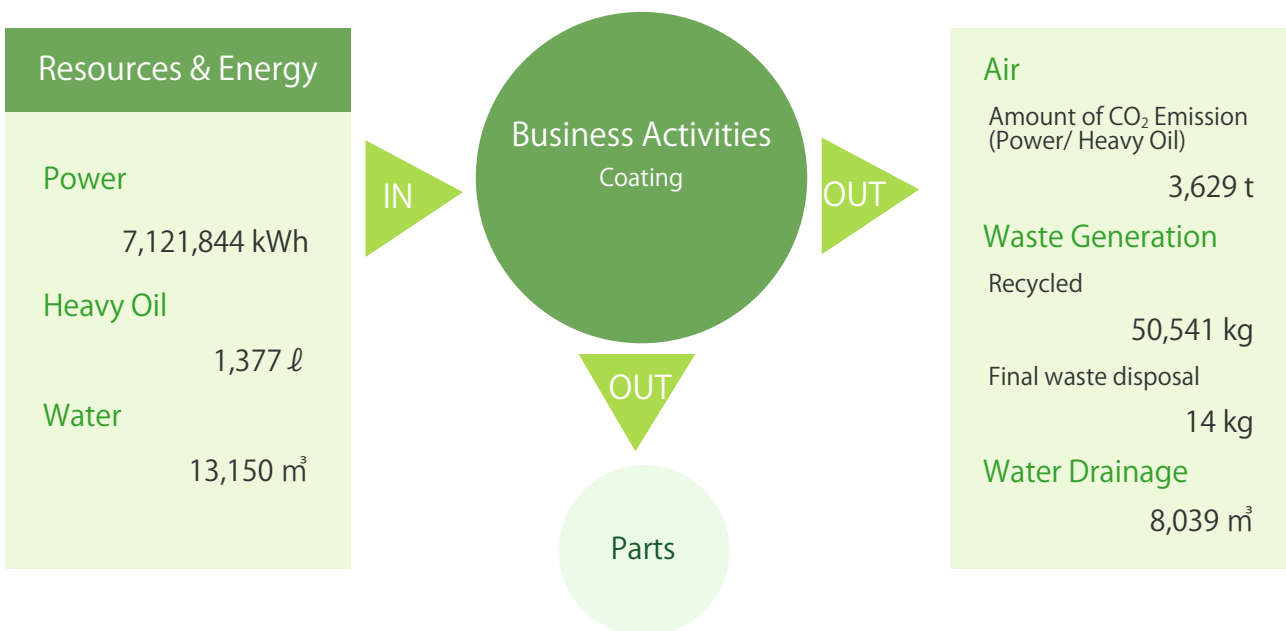 Resources & Energy
Power
7,121,844 kWh
Heavy Oil
1,377 ℓ
Water
13,150 ㎥
IN
Business Activities
Coating
OUT
OUT
Parts
Air
Amount of CO₂ Emission
(Power/ Heavy Oil)
3,629 t
Waste Generation
Recycled
50,541 kg
Final waste disposal
14 kg
Water Drainage
8,039 ㎥